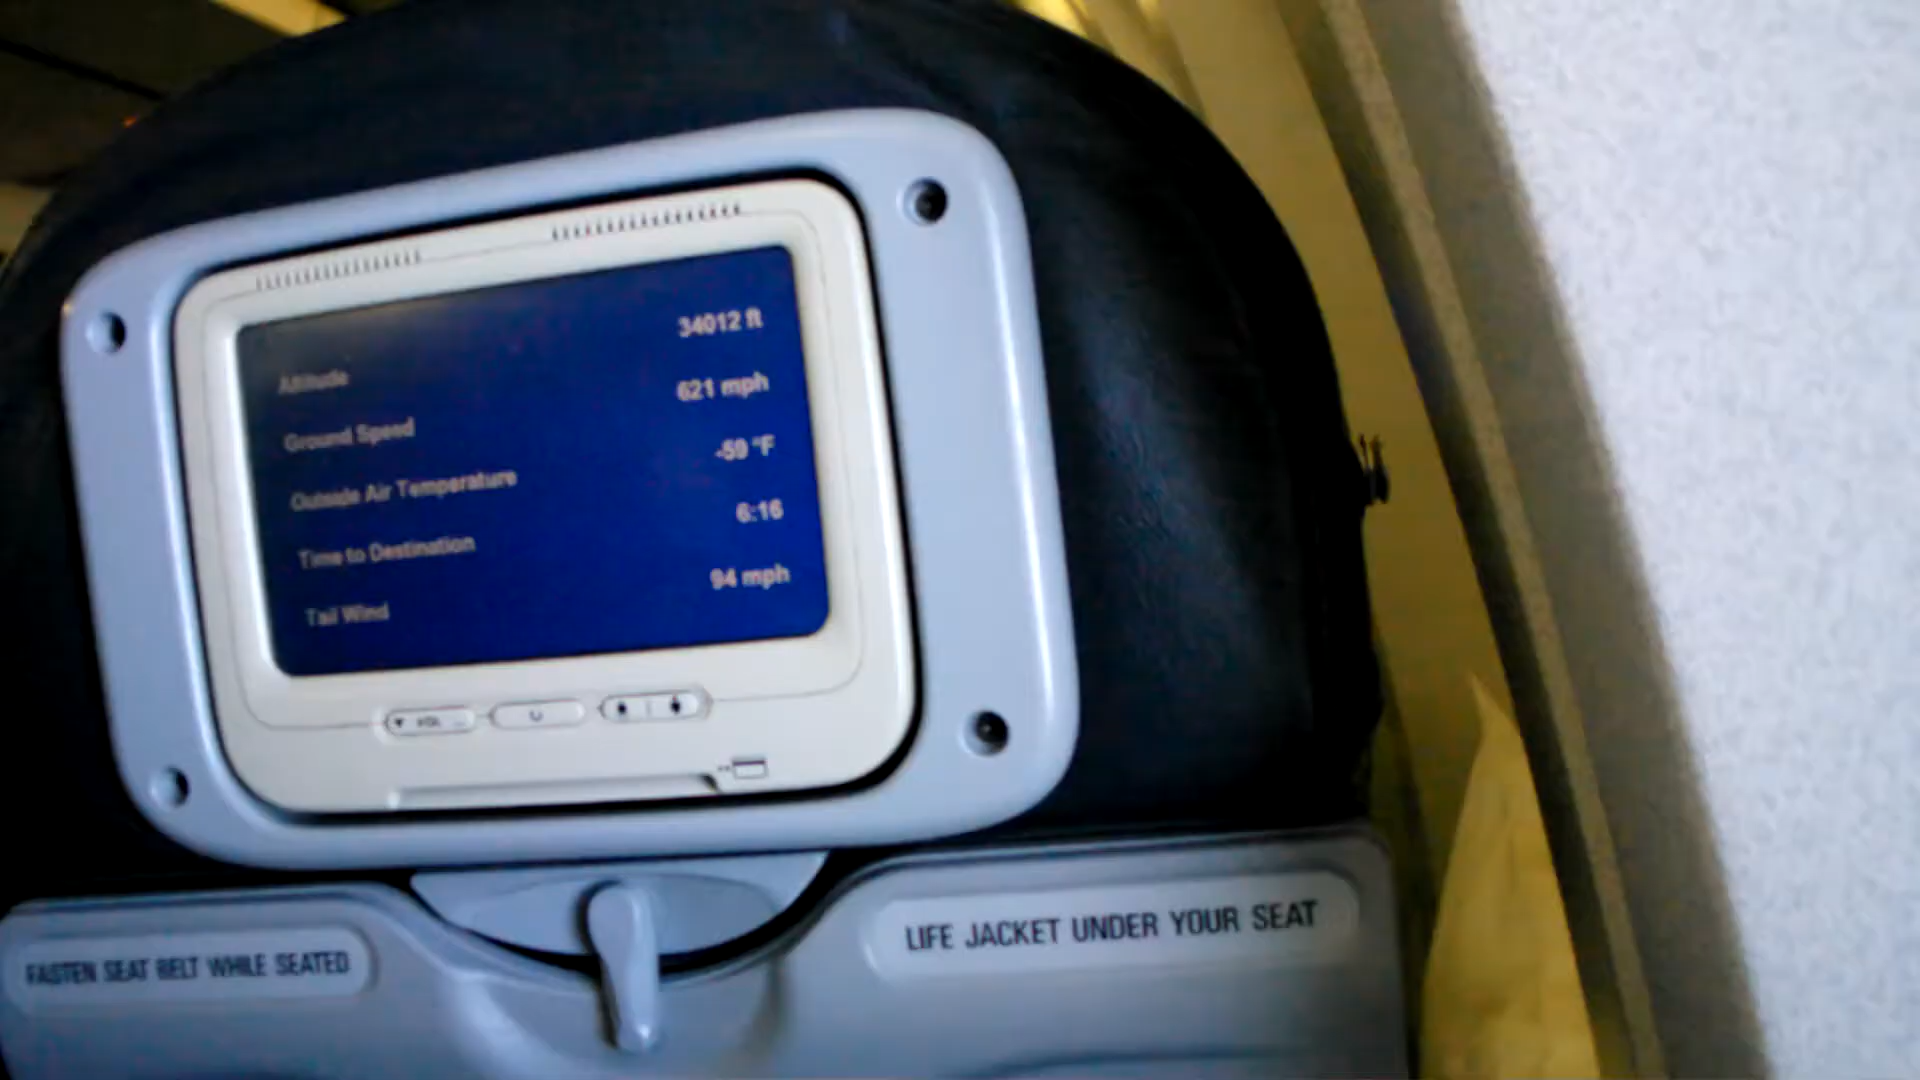 34012 ft
Altitude
621 mph
Ground Speed
-59 °F
Outside Air Temperature
6:16
Time to Destination
94 mph
Tail Wind
VOL
LIFE JACKET UNDER YOUR SEAT
FASTEN SEAT BELT WHILE SEATED